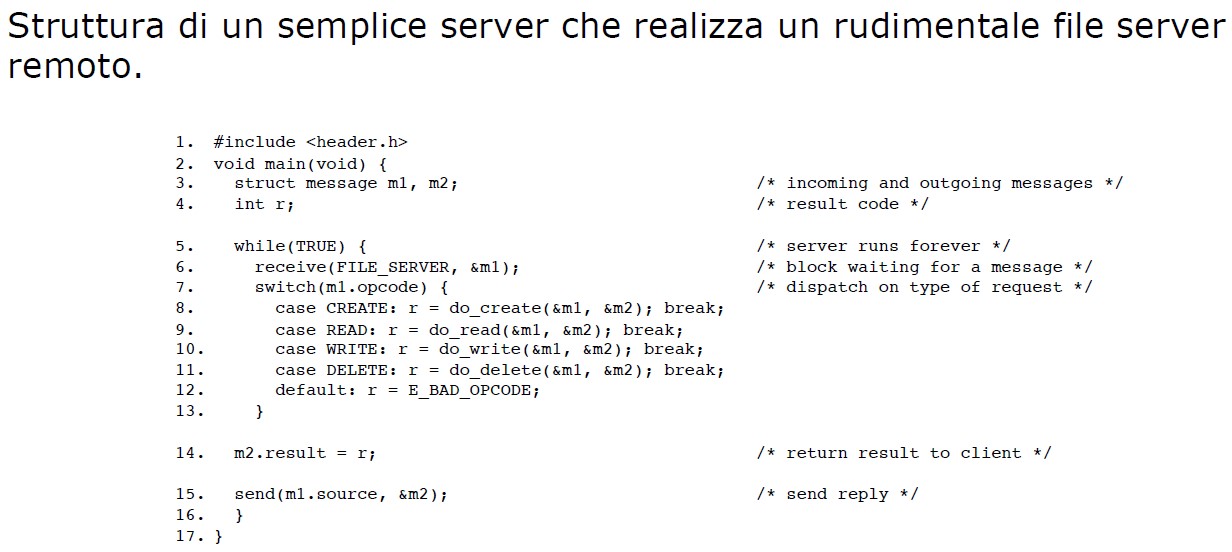 Struttura di un semplice server che realizza un rudimentale file server
remoto.
1. #include <header.h>
2. void main(void) {
3. struct message m1, m2; /* incoming and outgoing messages */
4. int r; /* result code */
5. while(TRUE) { /* server runs forever */
6. receive(FILE_SERVER, &m1); /* block waiting for a message */
7. switch(m1.opcode) { /* dispatch on type of request */
8. case CREATE: r = do_create(&m1, &m2); break;
9. case READ: r = do_read(&m1, &m2); break;
10. case WRITE: r = do_write(&m1, &m2); break;
11. case DELETE: r = do_delete(&m1, &m2); break;
12. default: r = E_BAD_OPCODE;
13. }
14. m2.result = r; /* return result to client */
15. send(m1.source, &m2); /* send reply */
16. }
17. }